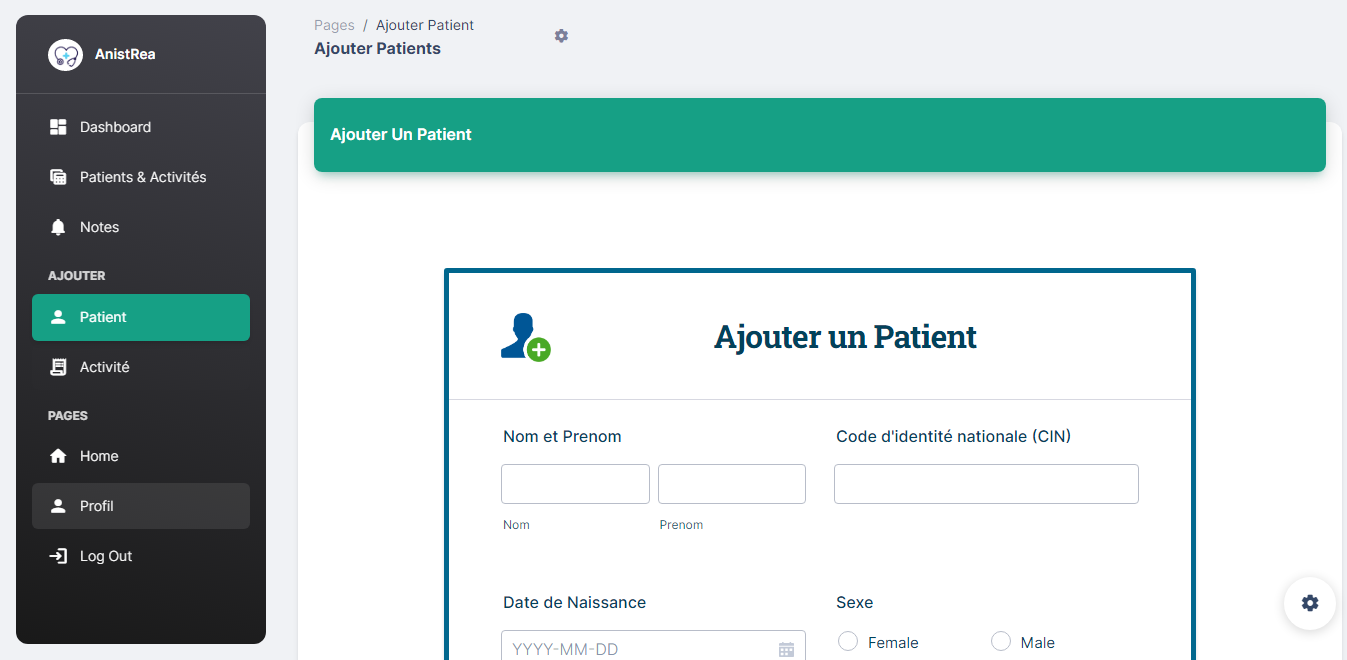 AnistRea
Dashboard
Patients & Activités
Notes
AJOUTER
Patient
Activité
PAGES
Home
Profil
Log Out
Pages / Ajouter Patient
Ajouter Patients
Ajouter Un Patient
Ajouter un Patient
Nom et Prenom
Code d'identité nationale (CIN)
Nom
Prenom
Date de Naissance
Sexe
YYYY-MM-DD
Female
Male